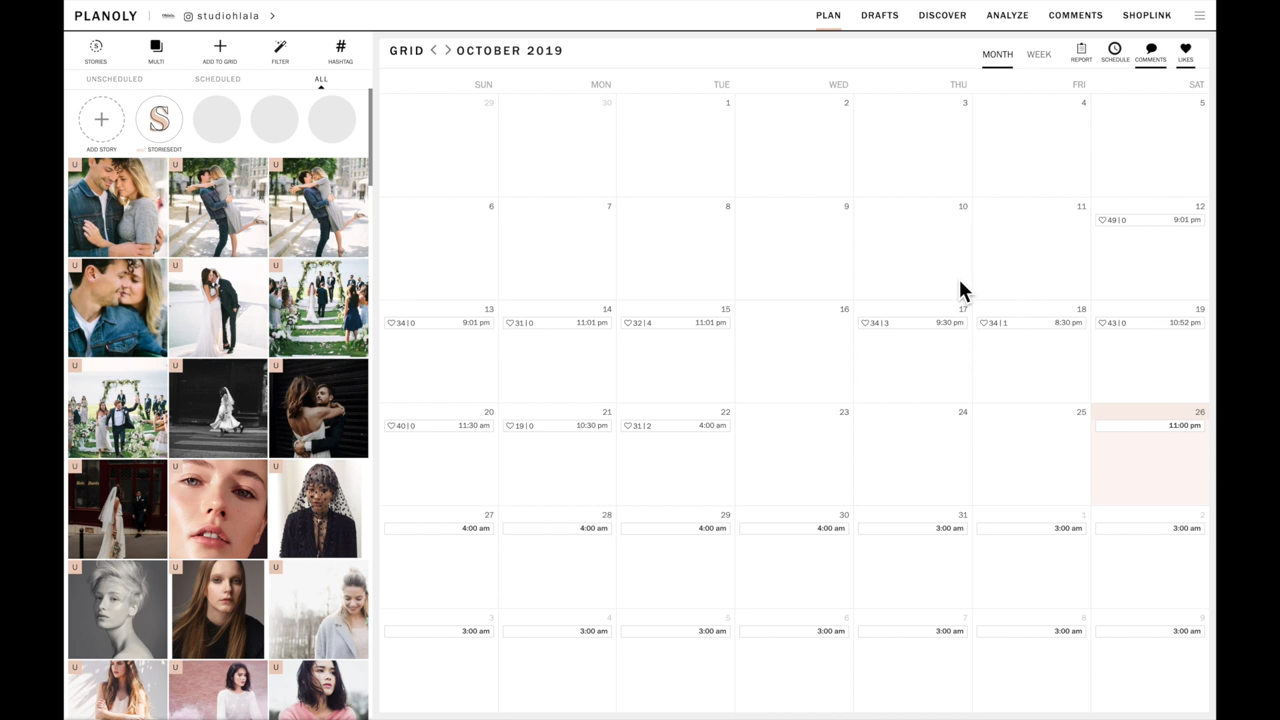 PLANOLY studiohlala
PLAN DRAFTS DISCOVER ANALYZE COMMENTS SHOPLINK
STORIES MULTI ADD TO GRID FILTER HASHTAG
UNSCHEDULED SCHEDULED ALL
ADD STORY STORIESEDIT
S
U U U
U U U
U U U
U U U
U U U
U U U
GRID < > OCTOBER 2019
MONTH WEEK REPORT SCHEDULE COMMENTS LIKES
SUN MON TUE WED THU FRI SAT
29 30 1 2 3 4 5
6 7 8 9 10 11 12
49 | 0 9:01 pm
13 14 15 16 17 18 19
34 | 0 9:01 pm 31 | 0 11:01 pm 32 | 4 11:01 pm 34 | 3 9:30 pm 34 | 1 8:30 pm 43 | 0 10:52 pm
20 21 22 23 24 25 26
40 | 0 11:30 am 19 | 0 10:30 pm 31 | 2 4:00 am 11:00 pm
27 28 29 30 31 1 2
4:00 am 4:00 am 4:00 am 4:00 am 3:00 am 3:00 am 3:00 am
3 4 5 6 7 8 9
3:00 am 3:00 am 3:00 am 3:00 am 3:00 am 3:00 am 3:00 am